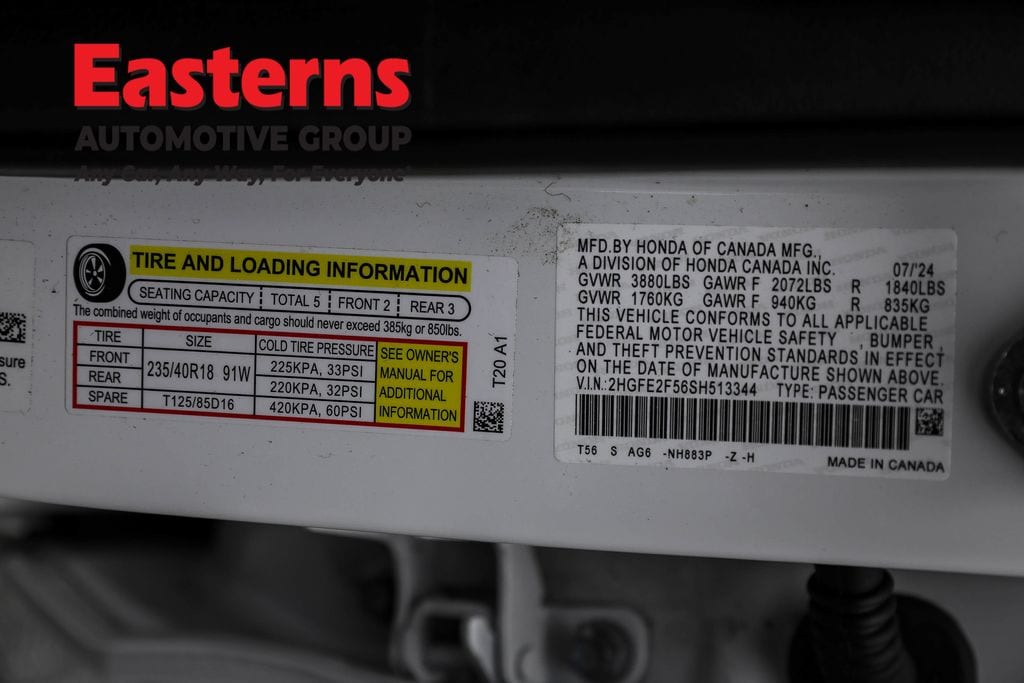 Easterns
AUTOMOTIVE GROUP
Any Car, Any Way, For Everyone
TIRE AND LOADING INFORMATION
SEATING CAPACITY TOTAL 5 FRONT 2 REAR 3
The combined weight of occupants and cargo should never exceed 385kg or 850lbs.
TIRE SIZE COLD TIRE PRESSURE
FRONT 235/40R18 91W 225KPA, 33PSI
REAR 220KPA, 32PSI
SPARE T125/85D16 420KPA, 60PSI
SEE OWNER'S
MANUAL FOR
ADDITIONAL
INFORMATION
T20 A1
MFD.BY HONDA OF CANADA MFG.,
A DIVISION OF HONDA CANADA INC. 07/'24
GVWR 3880LBS GAWR F 2072LBS R 1840LBS
GVWR 1760KG GAWR F 940KG R 835KG
THIS VEHICLE CONFORMS TO ALL APPLICABLE
FEDERAL MOTOR VEHICLE SAFETY , BUMPER
AND THEFT PREVENTION STANDARDS IN EFFECT
ON THE DATE OF MANUFACTURE SHOWN ABOVE.
V.I.N:2HGFE2F56SH513344 TYPE: PASSENGER CAR
T56 S AG6 -NH883P -Z -H
MADE IN CANADA